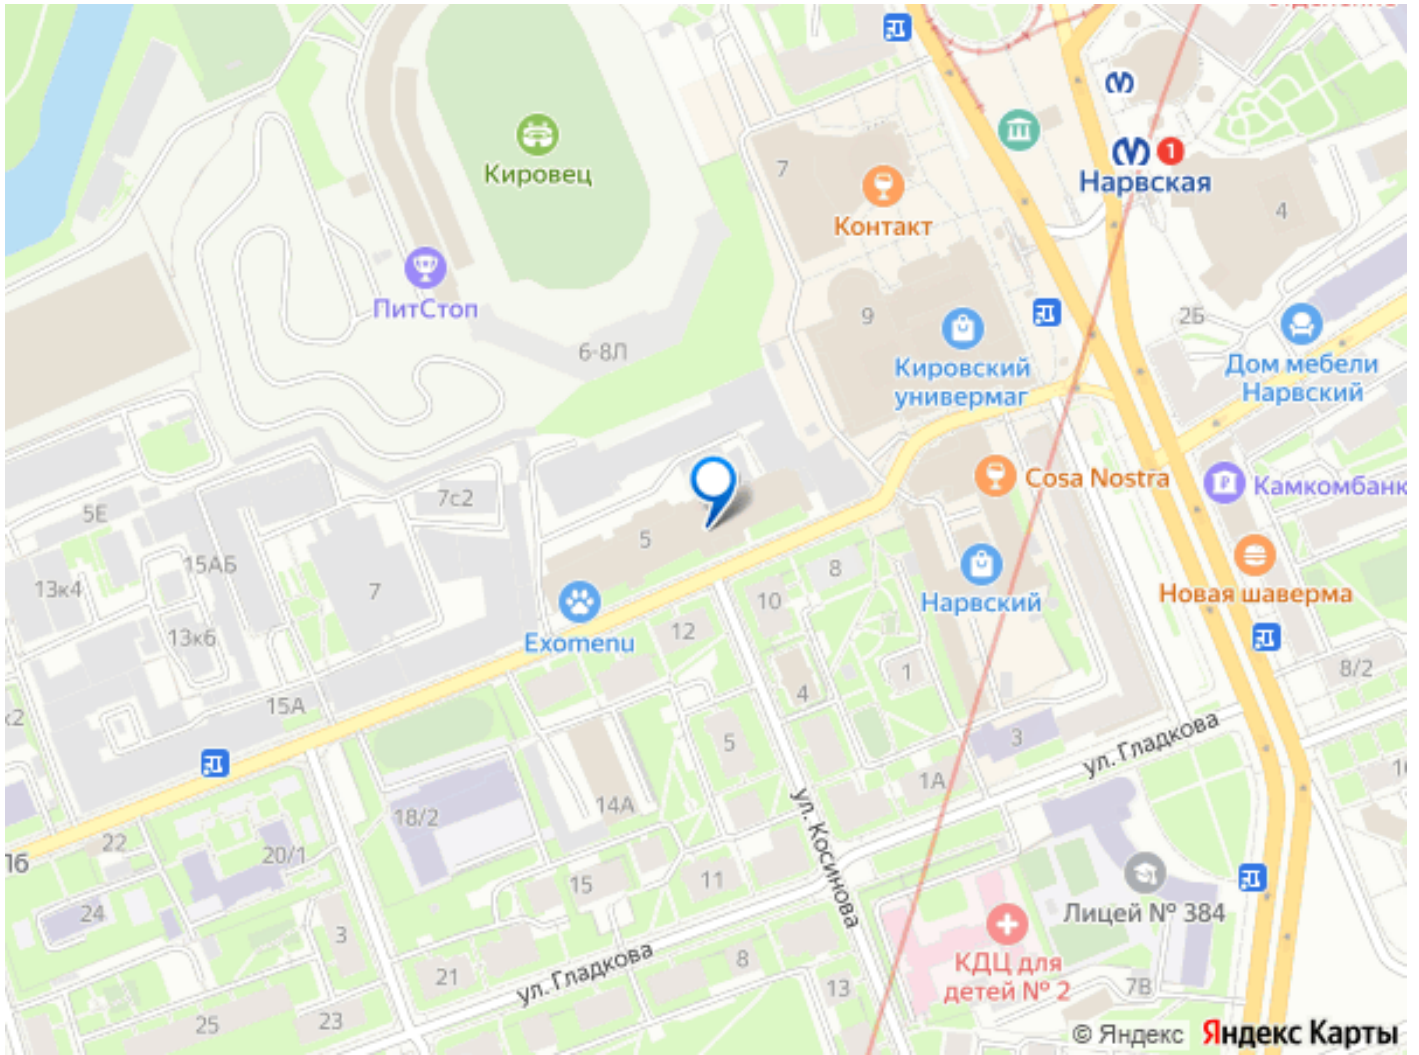 Кировец
ПитСтоп
6-8Л
7
Контакт
9
Кировский
универмаг
1
Нарвская
4
2Б
Дом мебели
Нарвский
Cosa Nostra
Камкомбанк
Нарвский
Новая шаверма
8/2
5Е
7с2
15АБ
13к4
7
13к6
5
Exomenu
8
10
12
1
4
15А
5
3
ул. Гладкова
1А
ул. Косинова
18/2
14А
22
20/1
16
24
15
11
3
21
ул. Гладкова
8
13
25
23
Лицей № 384
КДЦ для
детей № 2
7В
© Яндекс
Яндекс Карты